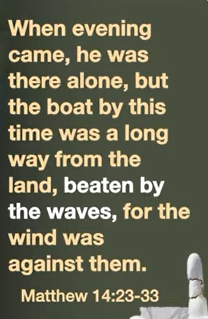 When evening
came, he was
there alone, but
the boat by this
time was a long
way from the
land, beaten by
the waves, for the
wind was
against them.
Matthew 14:23-33